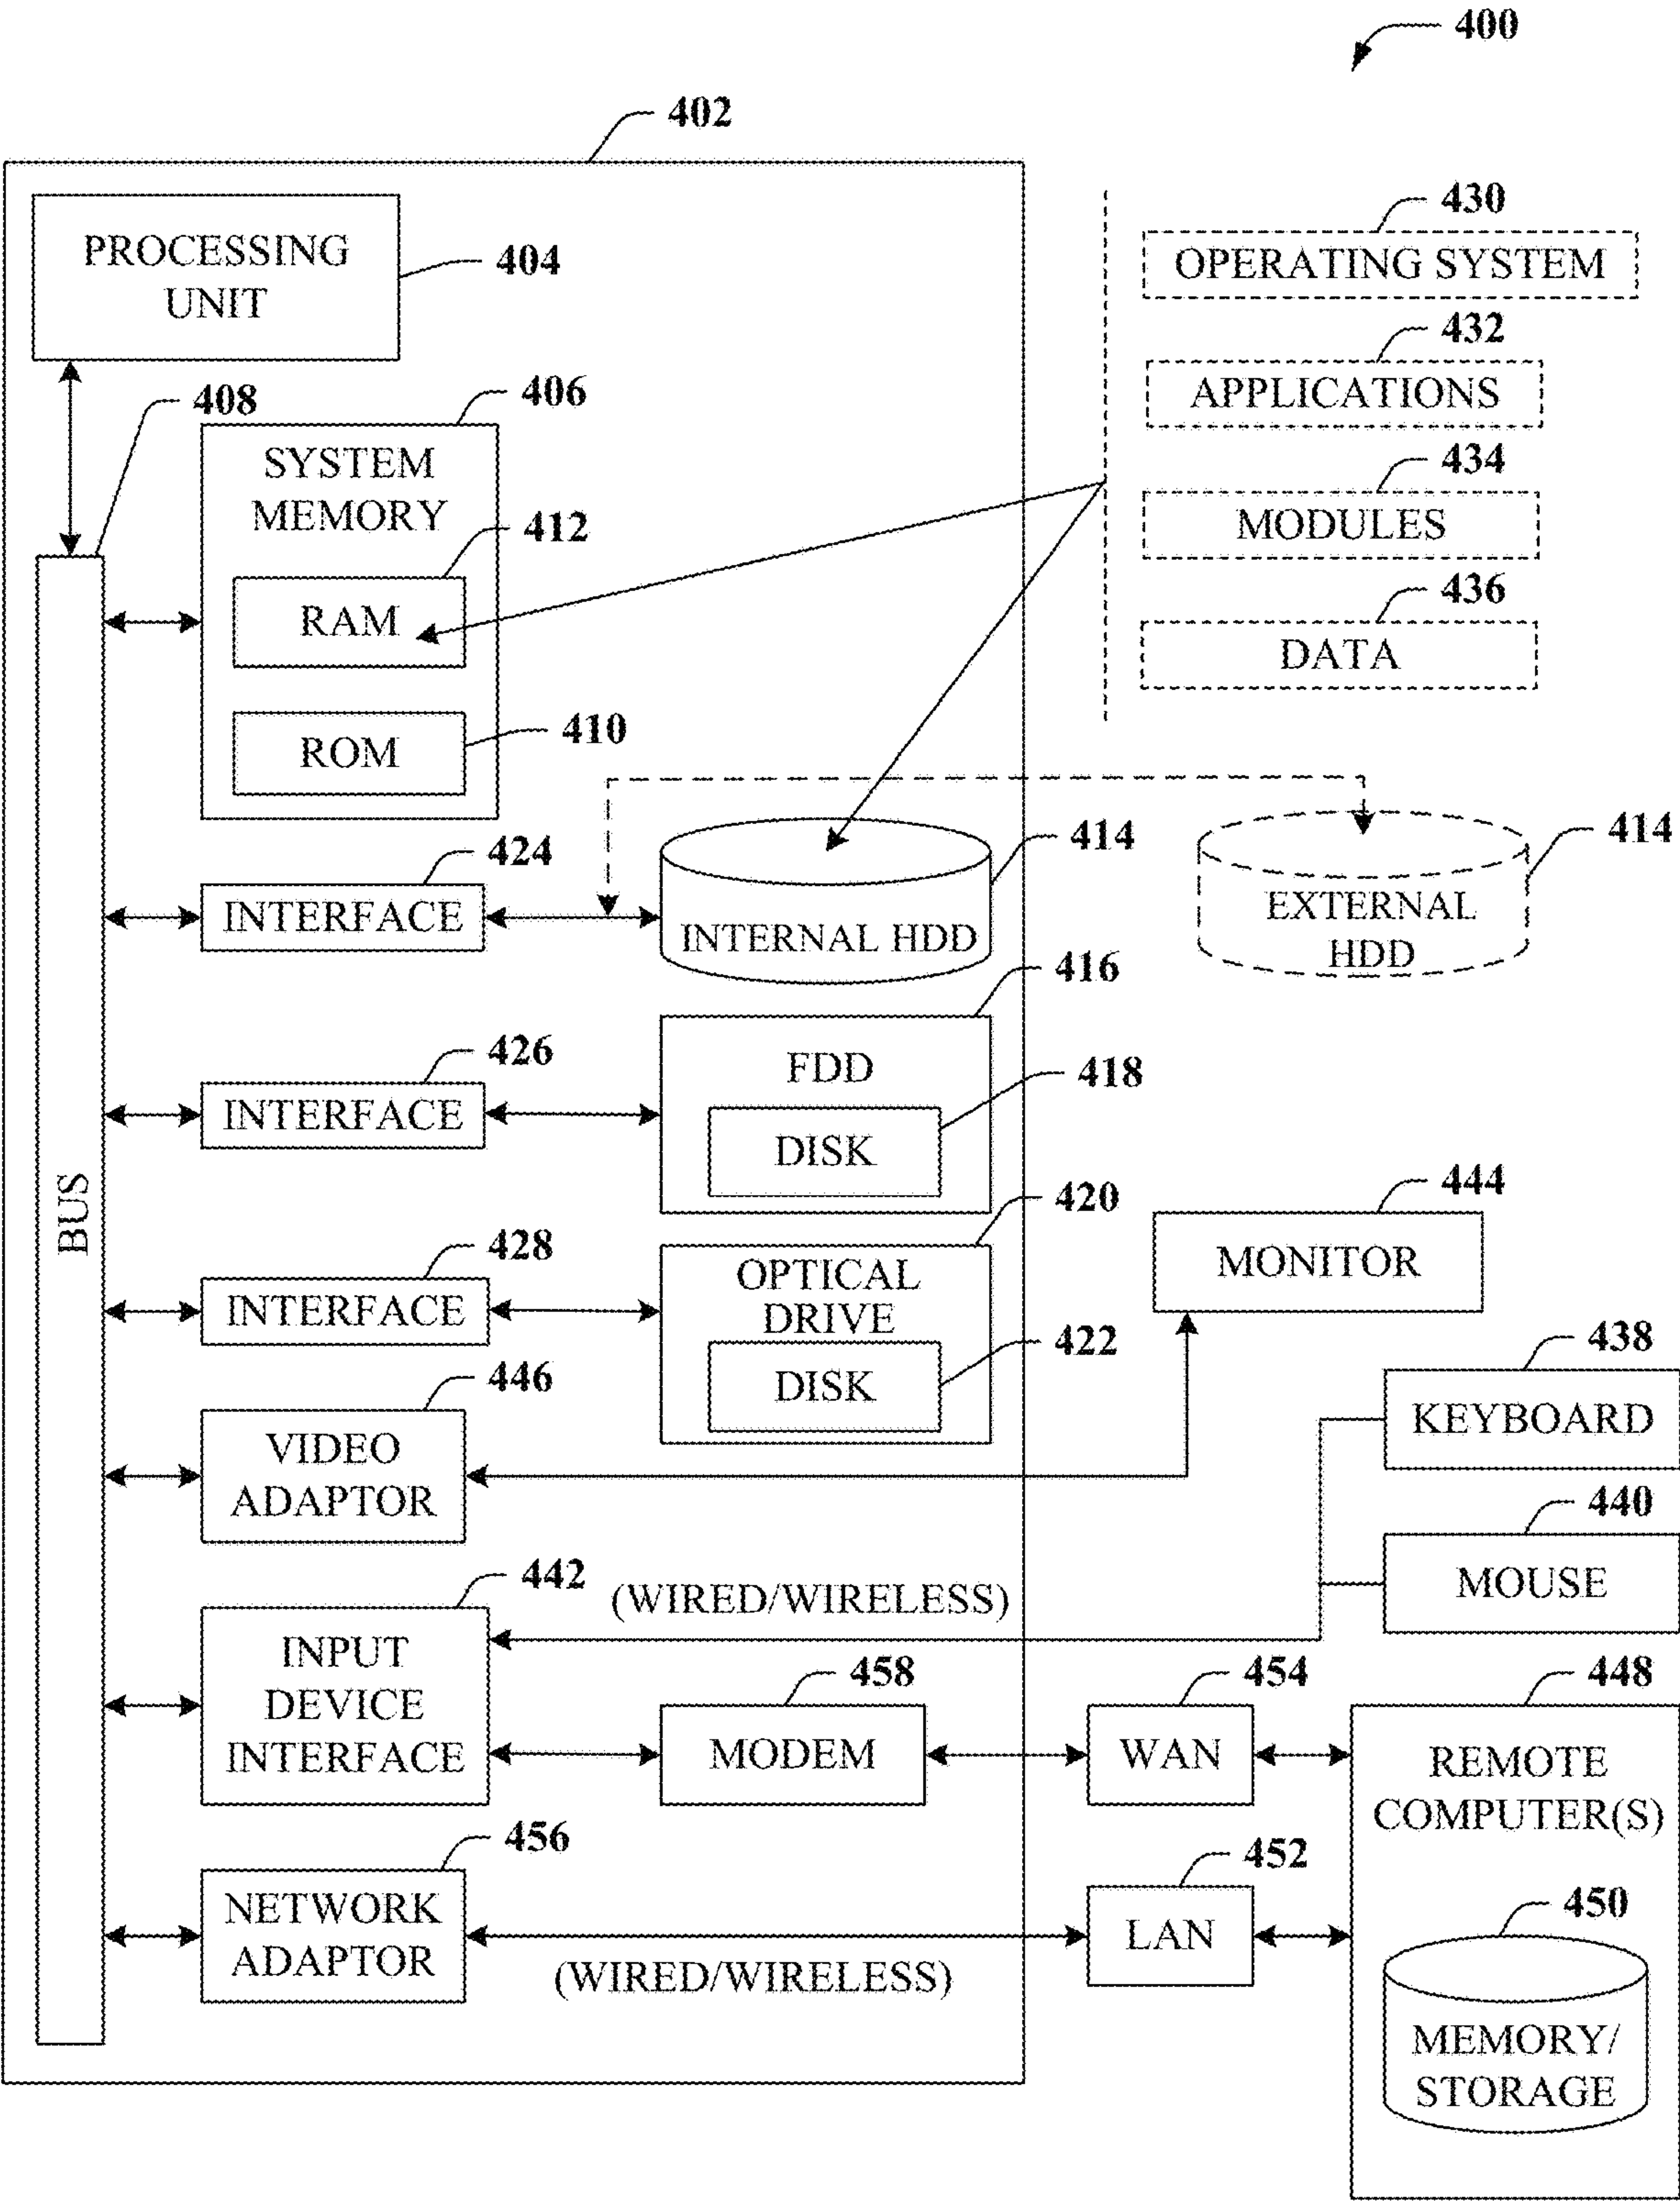 400
402
PROCESSING
UNIT
404
430
OPERATING SYSTEM
432
APPLICATIONS
434
MODULES
436
DATA
408
406
SYSTEM
MEMORY
412
RAM
410
ROM
BUS
424
INTERFACE
414
INTERNAL HDD
414
EXTERNAL
HDD
426
INTERFACE
416
FDD
418
DISK
428
INTERFACE
420
OPTICAL
DRIVE
422
DISK
444
MONITOR
446
VIDEO
ADAPTOR
438
KEYBOARD
440
MOUSE
442
INPUT
DEVICE
INTERFACE
(WIRED/WIRELESS)
458
MODEM
454
WAN
448
REMOTE
COMPUTER(S)
456
NETWORK
ADAPTOR
(WIRED/WIRELESS)
452
LAN
450
MEMORY/
STORAGE